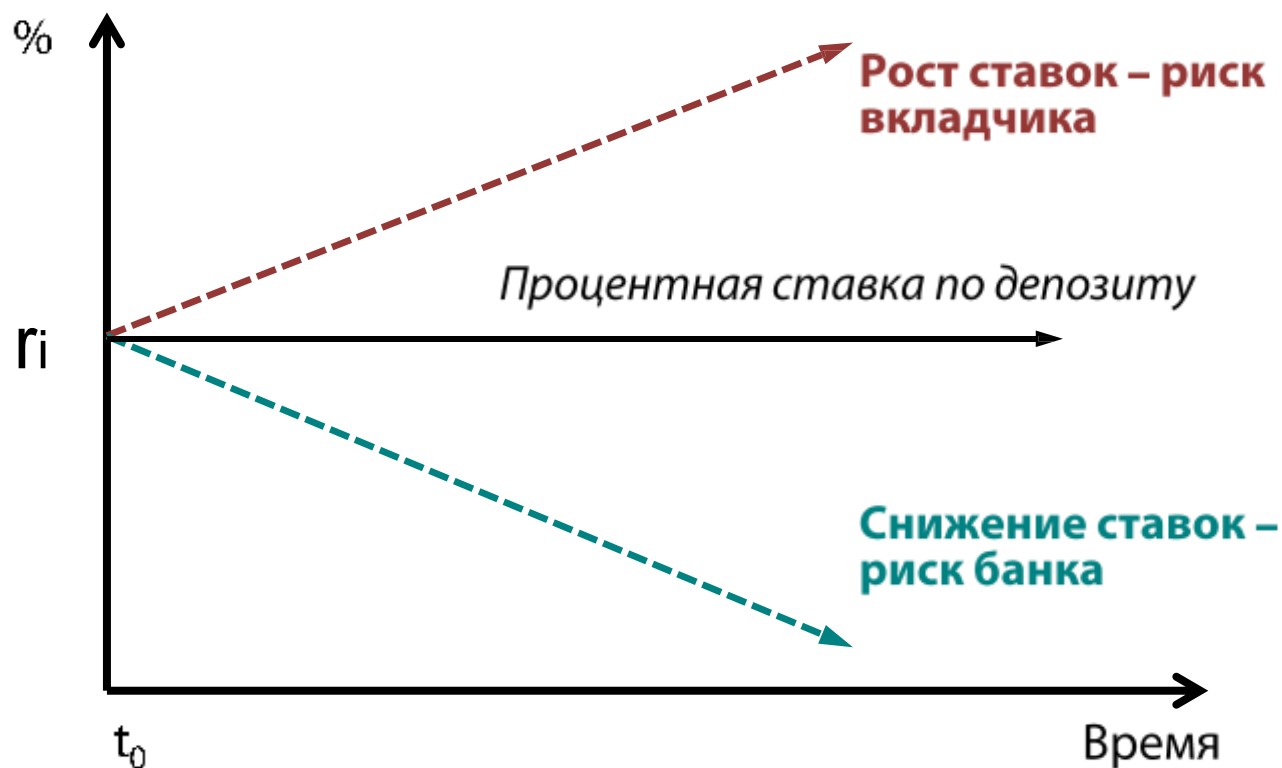 %
Рост ставок – риск
вкладчика
Процентная ставка по депозиту
ri
Снижение ставок –
риск банка
t0
Время